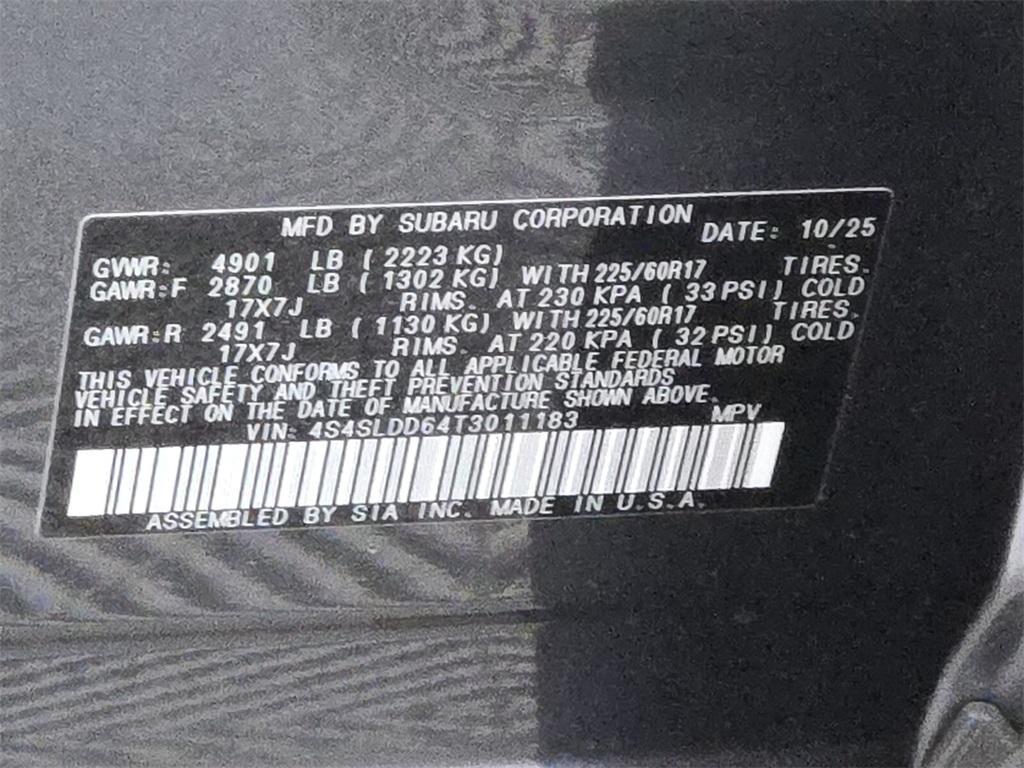 MFD BY SUBARU CORPORATION DATE: 10/25
GVWR: 4901 LB ( 2223 KG)
GAWR:F 2870 LB ( 1302 KG) WITH 225/60R17 TIRES.
17X7J RIMS. AT 230 KPA ( 33 PSI) COLD
GAWR:R 2491 LB ( 1130 KG) WITH 225/60R17 TIRES.
17X7J RIMS. AT 220 KPA ( 32 PSI) COLD
THIS VEHICLE CONFORMS TO ALL APPLICABLE FEDERAL MOTOR
VEHICLE SAFETY AND THEFT PREVENTION STANDARDS
IN EFFECT ON THE DATE OF MANUFACTURE SHOWN ABOVE.
VIN: 4S4SLDD64T3011183 MPV
ASSEMBLED BY SIA INC. MADE IN U.S.A.